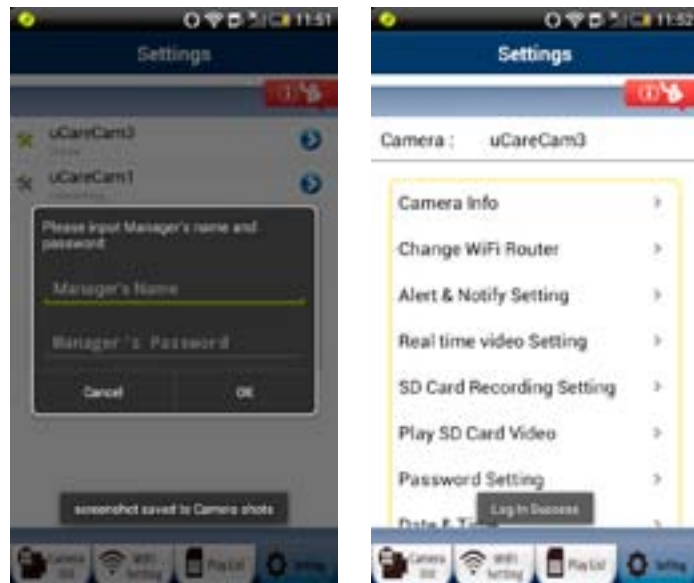 11:51
Settings
uCareCam3
uCareCam1
Please input Manager's name and
password
Manager's Name
Manager's Password
Cancel
OK
screenshot saved to Camera shots
Camera
WiFi
Setting
Play List
Setting
11:52
Settings
Camera : uCareCam3
Camera Info
Change WiFi Router
Alert & Notify Setting
Real time video Setting
SD Card Recording Setting
Play SD Card Video
Password Setting
Log In Success
Date & Time
Camera
WiFi
Setting
Play List
Setting